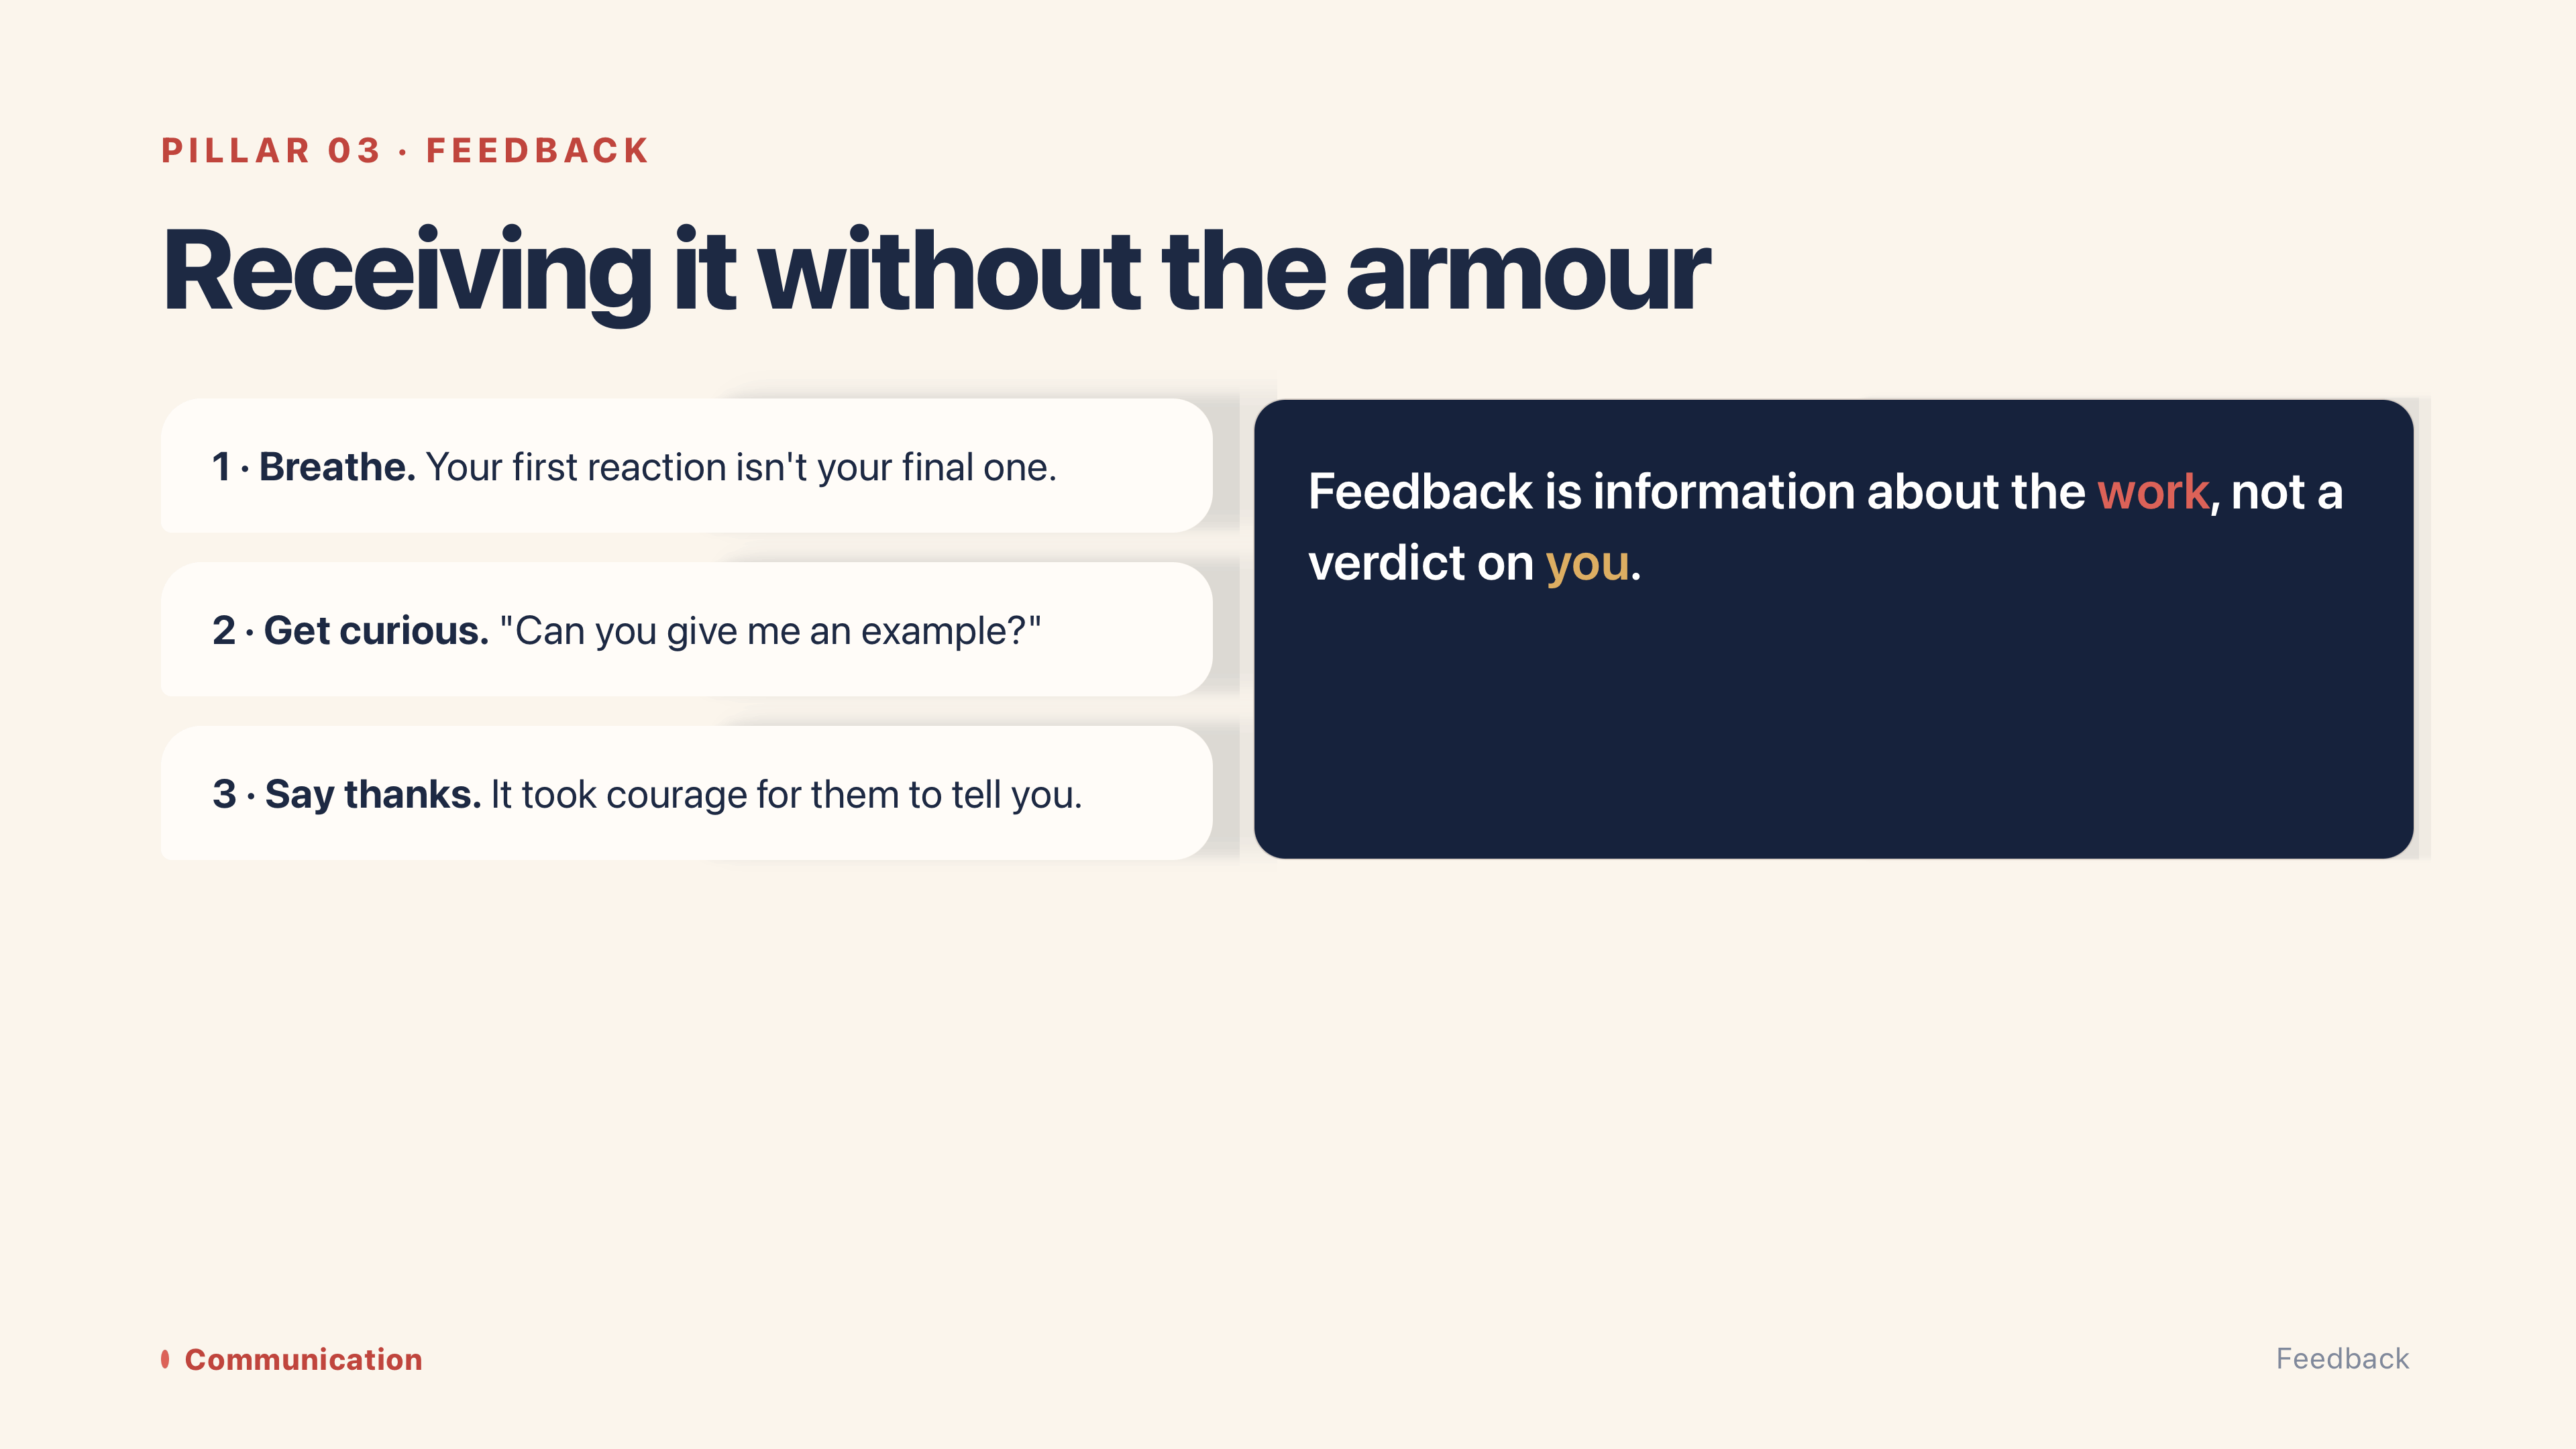 PILLAR 03 · FEEDBACK
Receiving it without the armour
1 · Breathe. Your first reaction isn't your final one.
2 · Get curious. "Can you give me an example?"
3 · Say thanks. It took courage for them to tell you.
Feedback is information about the work, not a
verdict on you.
Communication
Feedback